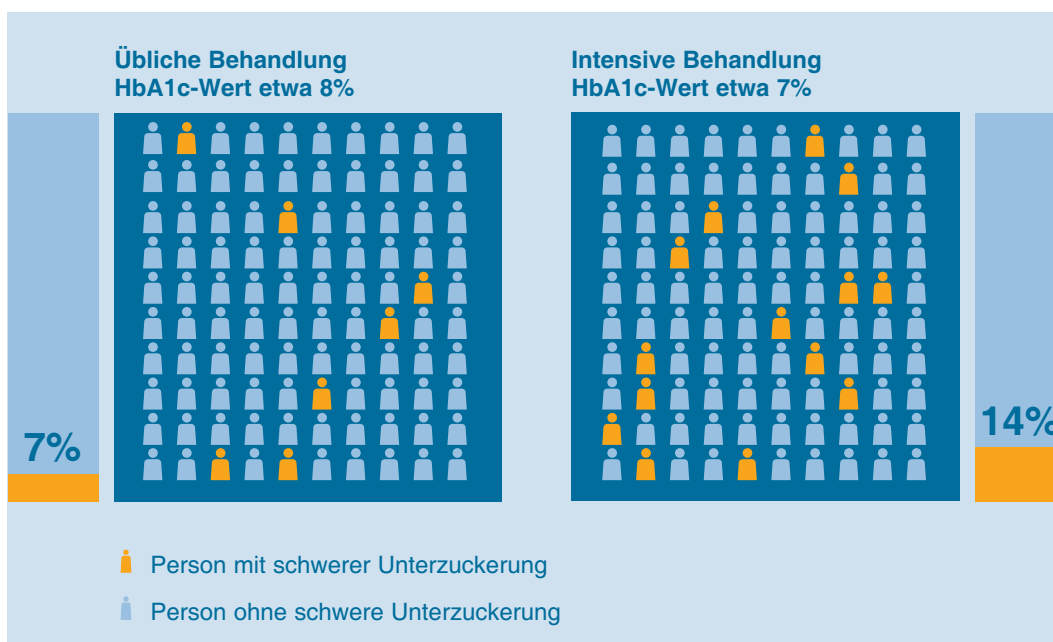 Übliche Behandlung
HbA1c-Wert etwa 8%
Intensive Behandlung
HbA1c-Wert etwa 7%
7%
14%
Person mit schwerer Unterzuckerung
Person ohne schwere Unterzuckerung